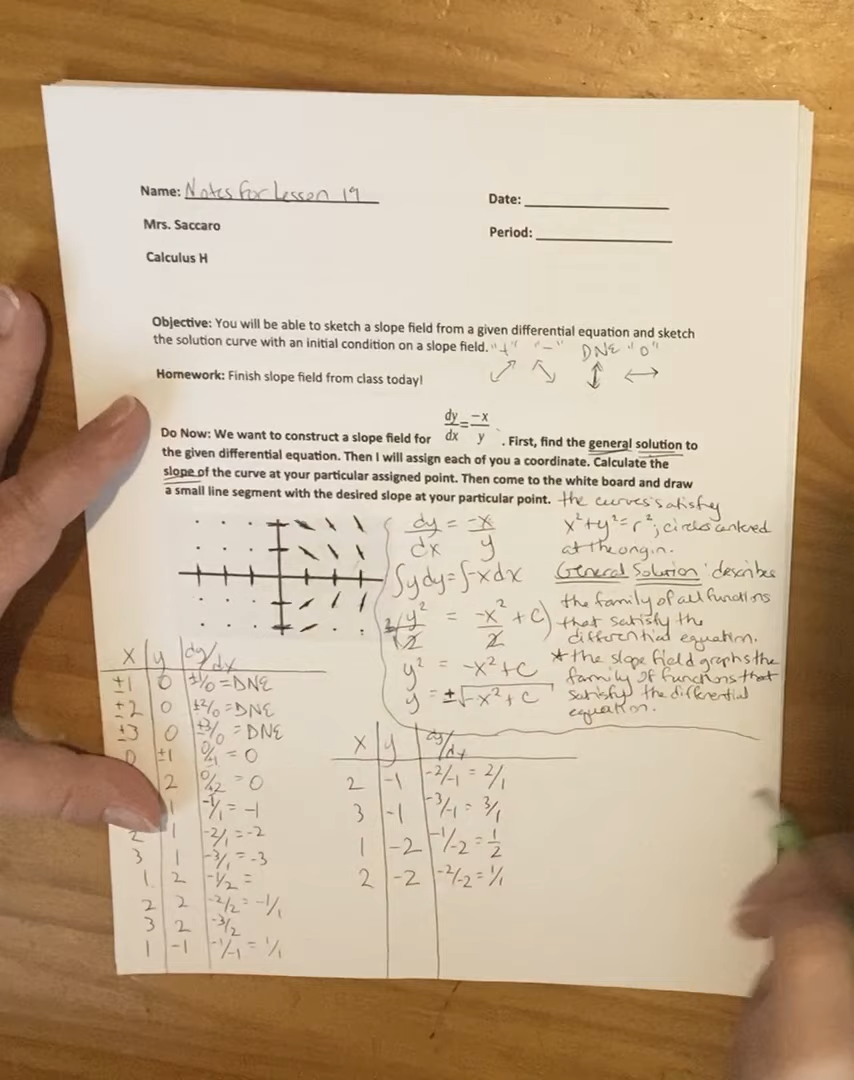 Name: Notes for Lesson 19
Date:
Mrs. Saccaro
Period:
Calculus H
Objective: You will be able to sketch a slope field from a given differential equation and sketch
the solution curve with an initial condition on a slope field. "+" "-" DNE "0"
Homework: Finish slope field from class today!
Do Now: We want to construct a slope field for dy/dx = -x/y . First, find the general solution to
the given differential equation. Then I will assign each of you a coordinate. Calculate the
slope of the curve at your particular assigned point. Then come to the white board and draw
a small line segment with the desired slope at your particular point.
dy/dx = -x/y
∫y dy = ∫-x dx
y²/2 = -x²/2 + C
y² = -x² + C
y = ±√-x² + C
the curves satisfy
x² + y² = r²; circles centered
at the origin.
General Solution: describes
the family of all functions
that satisfy the
differential equation.
* the slope field graphs the
family of functions that
satisfy the differential
equation.
x y dy/dx
±1 0 ±1/0 = DNE
±2 0 ±2/0 = DNE
±3 0 ±3/0 = DNE
0 ±1 0/±1 = 0
2 0/±2 = 0
1 -1/1 = -1
2 1 -2/1 = -2
3 1 -3/1 = -3
1 2 -1/2 =
2 2 -2/2 = -1/1
3 2 -3/2
1 -1 -1/-1 = 1/1
x y dy/dx
2 -1 -2/-1 = 2/1
3 -1 -3/-1 = 3/1
1 -2 -1/-2 = 1/2
2 -2 -2/-2 = 1/1